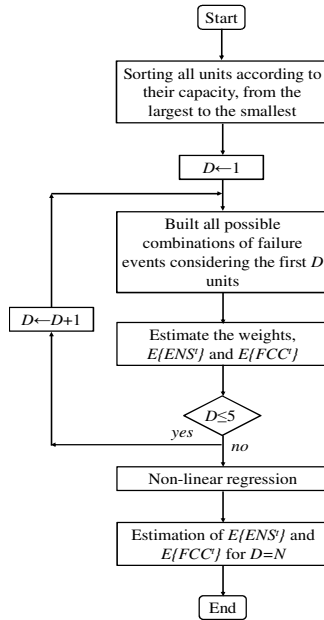 Start
Sorting all units according to
their capacity, from the
largest to the smallest
D←1
Built all possible
combinations of failure
events considering the first D
units
D←D+1
Estimate the weights,
E{ENSᵗ} and E{FCCᵗ}
D≤5
yes
no
Non-linear regression
Estimation of E{ENSᵗ} and
E{FCCᵗ} for D=N
End